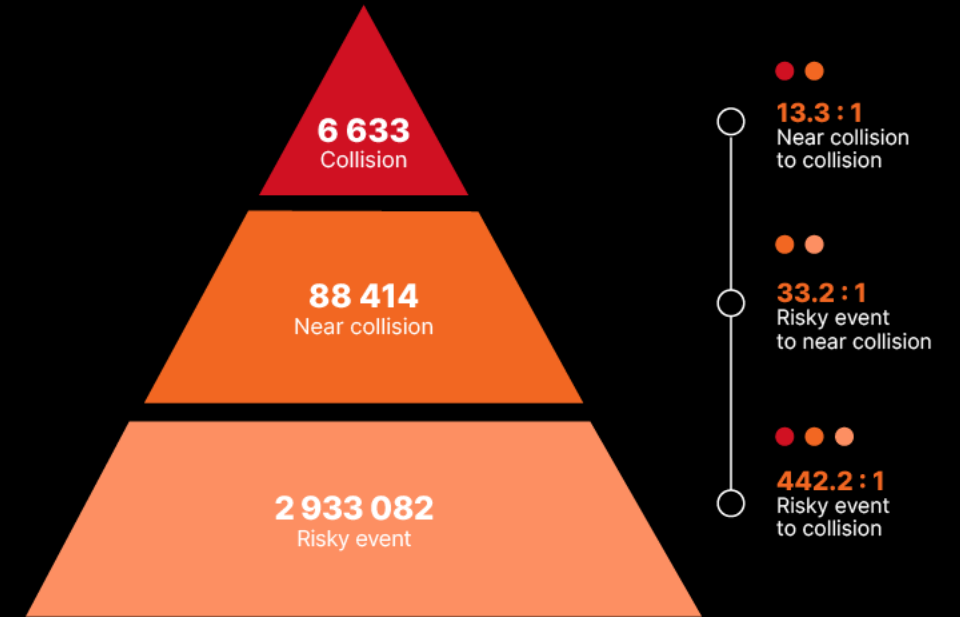 6 633
Collision
88 414
Near collision
2 933 082
Risky event
13.3 : 1
Near collision
to collision
33.2 : 1
Risky event
to near collision
442.2 : 1
Risky event
to collision